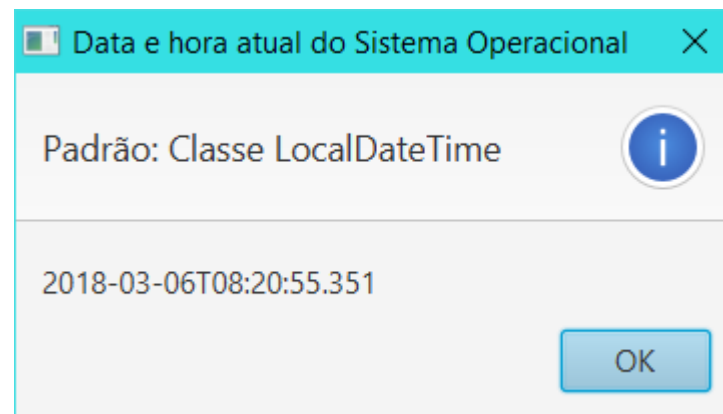 Data e hora atual do Sistema Operacional
Padrão: Classe LocalDateTime
2018-03-06T08:20:55.351
OK